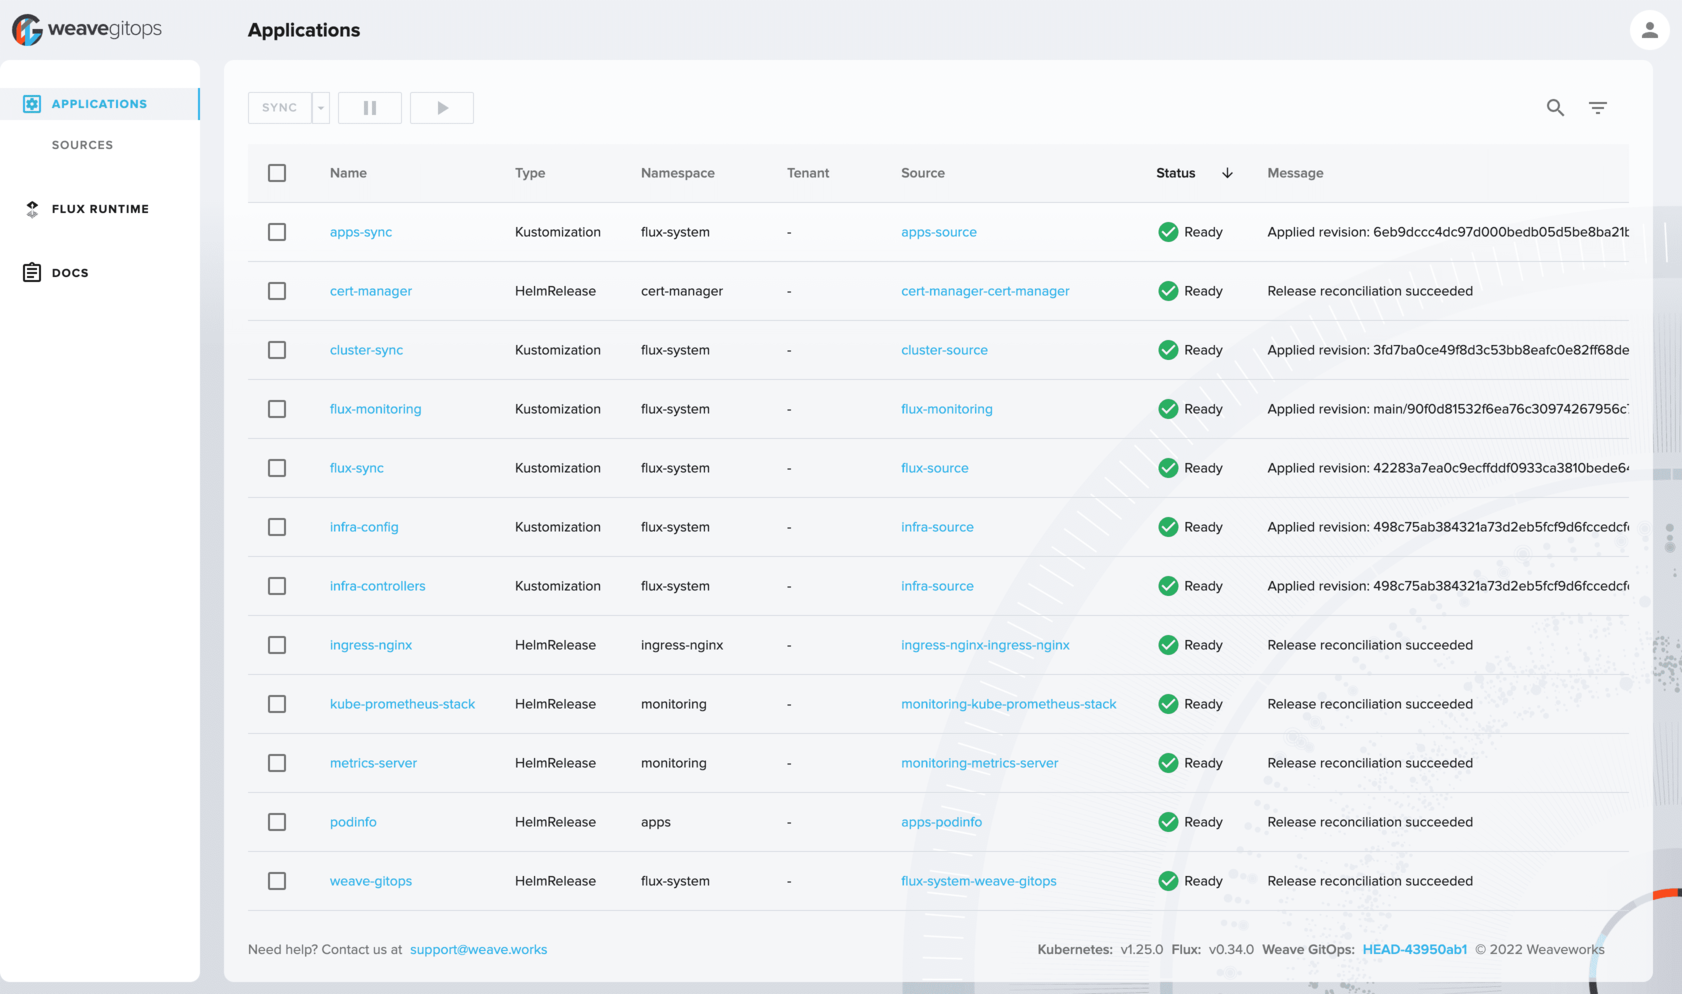 weavegitops
Applications
APPLICATIONS
SOURCES
FLUX RUNTIME
DOCS
SYNC
Name Type Namespace Tenant Source Status Message
apps-sync Kustomization flux-system - apps-source Ready Applied revision: 6eb9dccc4dc97d000bedb05d5be8ba21b
cert-manager HelmRelease cert-manager - cert-manager-cert-manager Ready Release reconciliation succeeded
cluster-sync Kustomization flux-system - cluster-source Ready Applied revision: 3fd7ba0ce49f8d3c53bb8eafc0e82ff68de
flux-monitoring Kustomization flux-system - flux-monitoring Ready Applied revision: main/90f0d81532f6ea76c30974267956c
flux-sync Kustomization flux-system - flux-source Ready Applied revision: 42283a7ea0c9ecffddf0933ca3810bede64
infra-config Kustomization flux-system - infra-source Ready Applied revision: 498c75ab384321a73d2eb5fcf9d6fccedcf
infra-controllers Kustomization flux-system - infra-source Ready Applied revision: 498c75ab384321a73d2eb5fcf9d6fccedcf
ingress-nginx HelmRelease ingress-nginx - ingress-nginx-ingress-nginx Ready Release reconciliation succeeded
kube-prometheus-stack HelmRelease monitoring - monitoring-kube-prometheus-stack Ready Release reconciliation succeeded
metrics-server HelmRelease monitoring - monitoring-metrics-server Ready Release reconciliation succeeded
podinfo HelmRelease apps - apps-podinfo Ready Release reconciliation succeeded
weave-gitops HelmRelease flux-system - flux-system-weave-gitops Ready Release reconciliation succeeded
Need help? Contact us at support@weave.works Kubernetes: v1.25.0 Flux: v0.34.0 Weave GitOps: HEAD-43950ab1 © 2022 Weaveworks